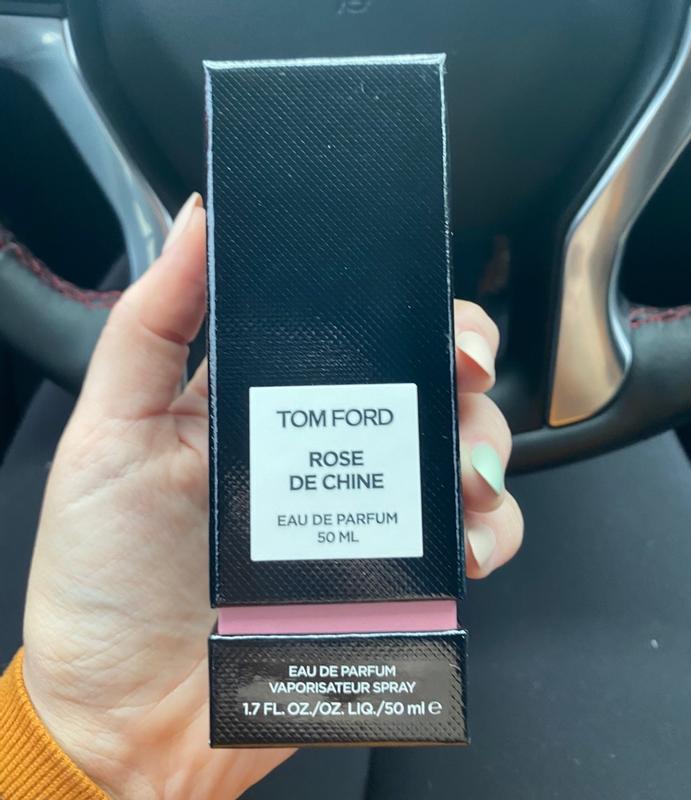 TOM FORD
ROSE
DE CHINE
EAU DE PARFUM
50 ML
EAU DE PARFUM
VAPORISATEUR SPRAY
1.7 FL. OZ./OZ. LIQ./50 ml ℮